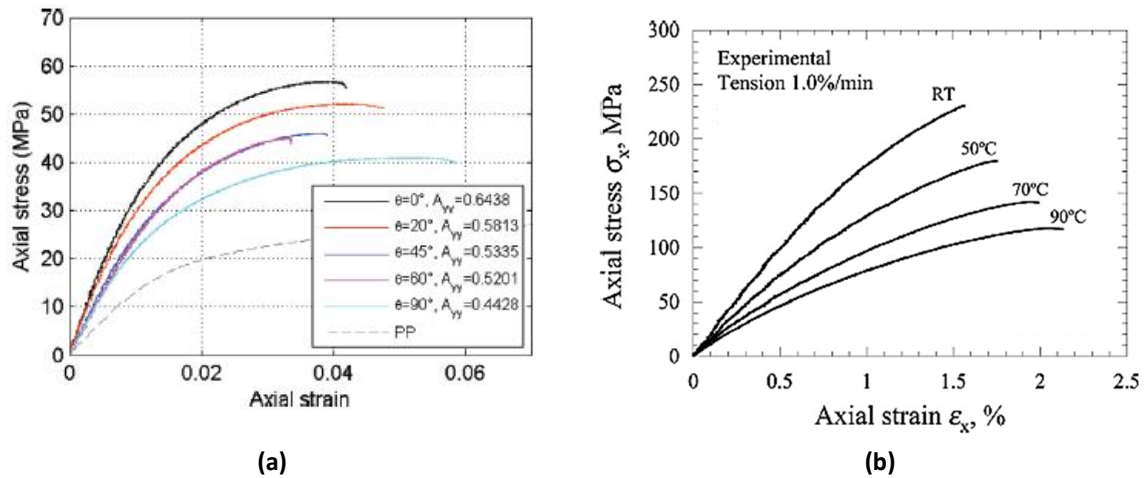 70
60
50
40
30
20
10
0
Axial stress (MPa)
0
0.02
0.04
0.06
Axial strain
θ=0°, Ayy=0.6438
θ=20°, Ayy=0.5813
θ=45°, Ayy=0.5335
θ=60°, Ayy=0.5201
θ=90°, Ayy=0.4428
PP
(a)
300
250
200
150
100
50
0
Axial stress σx, MPa
Experimental
Tension 1.0%/min
RT
50°C
70°C
90°C
0
0.5
1
1.5
2
2.5
Axial strain εx, %
(b)